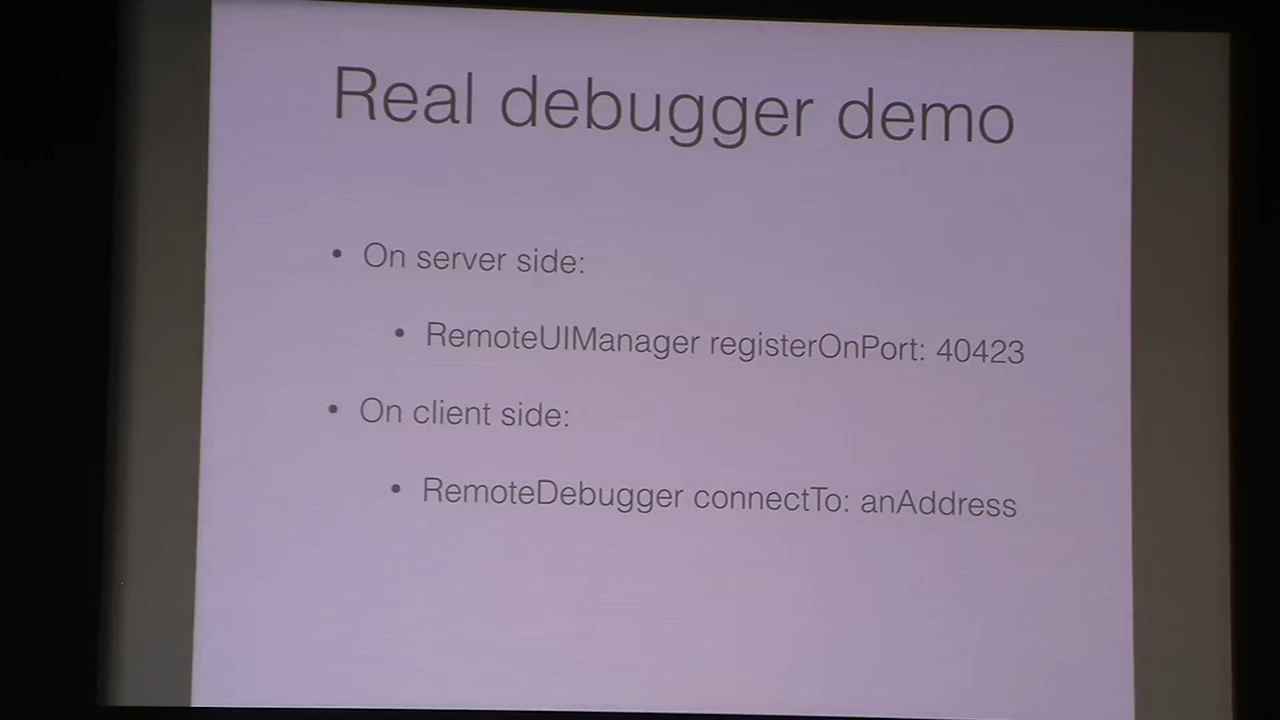 Real debugger demo
• On server side:
• RemoteUIManager registerOnPort: 40423
• On client side:
• RemoteDebugger connectTo: anAddress